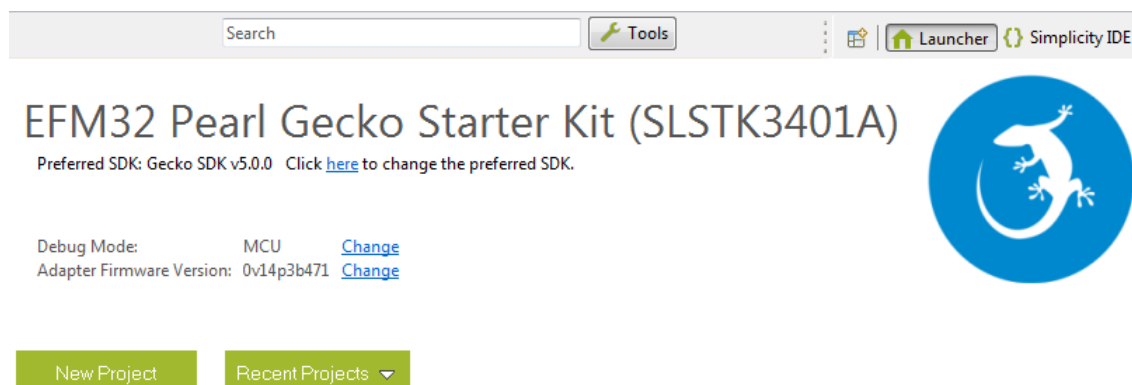 Search Tools Launcher {} Simplicity IDE
EFM32 Pearl Gecko Starter Kit (SLSTK3401A)
Preferred SDK: Gecko SDK v5.0.0 Click here to change the preferred SDK.
Debug Mode: MCU Change
Adapter Firmware Version: 0v14p3b471 Change
New Project Recent Projects